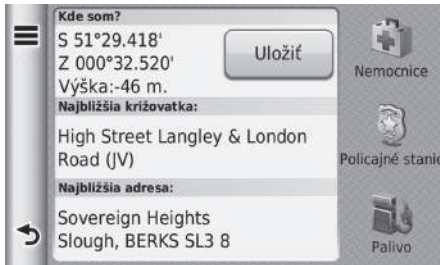 Kde som?
S 51°29.418'
Z 000°32.520'
Výška:-46 m.
Uložiť
Najbližšia križovatka:
High Street Langley & London
Road (JV)
Najbližšia adresa:
Sovereign Heights
Slough, BERKS SL3 8
Nemocnice
Policajné stanic
Palivo